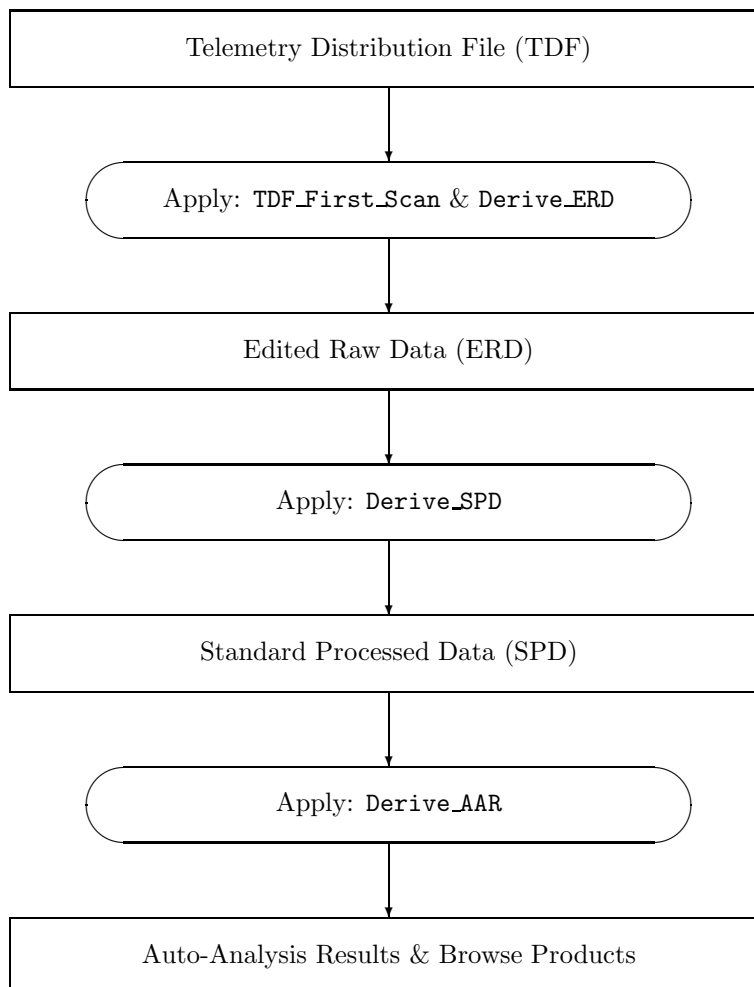 Telemetry Distribution File (TDF)
Apply: TDF_First_Scan & Derive_ERD
Edited Raw Data (ERD)
Apply: Derive_SPD
Standard Processed Data (SPD)
Apply: Derive_AAR
Auto-Analysis Results & Browse Products